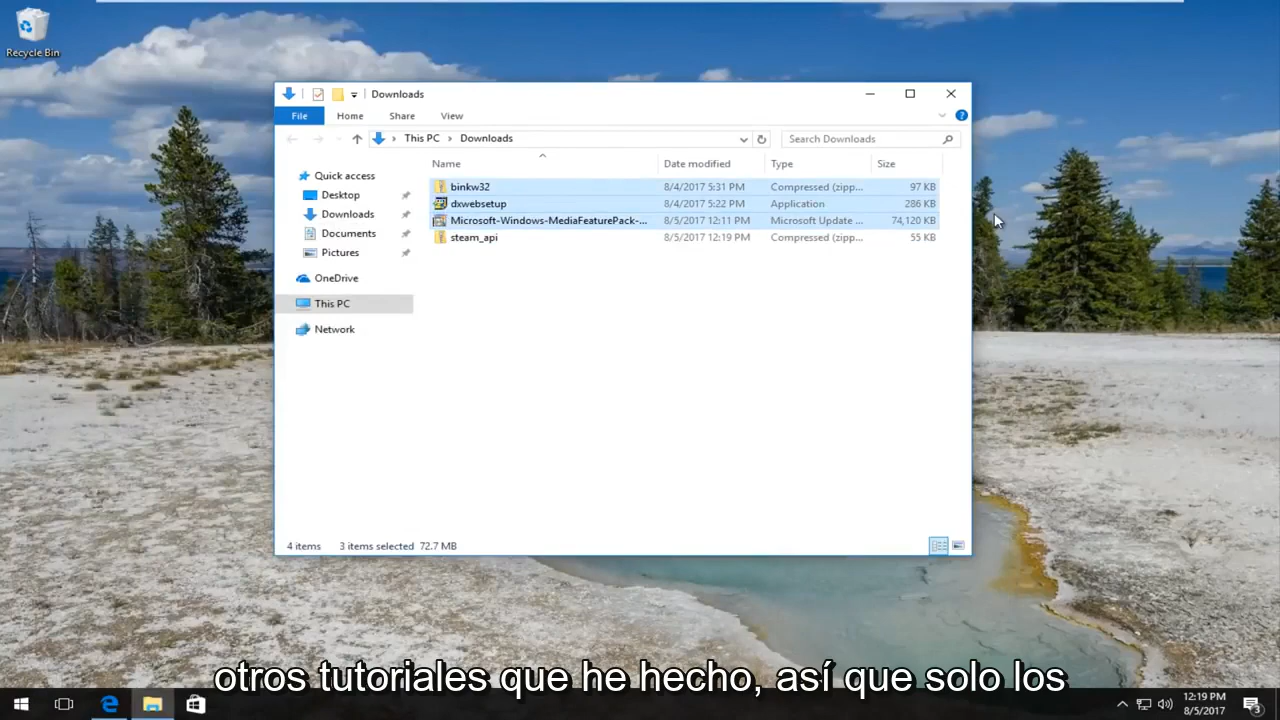 Recycle Bin
Downloads
File Home Share View
This PC Downloads
Search Downloads
Name Date modified Type Size
Quick access
Desktop
Downloads
Documents
Pictures
OneDrive
This PC
Network
binkw32 8/4/2017 5:31 PM Compressed (zipp... 97 KB
dxwebsetup 8/4/2017 5:22 PM Application 286 KB
Microsoft-Windows-MediaFeaturePack-... 8/5/2017 12:11 PM Microsoft Update ... 74,120 KB
steam_api 8/5/2017 12:19 PM Compressed (zipp... 55 KB
4 items 3 items selected 72.7 MB
otros tutoriales que he hecho, así que solo los
12:19 PM
8/5/2017
3